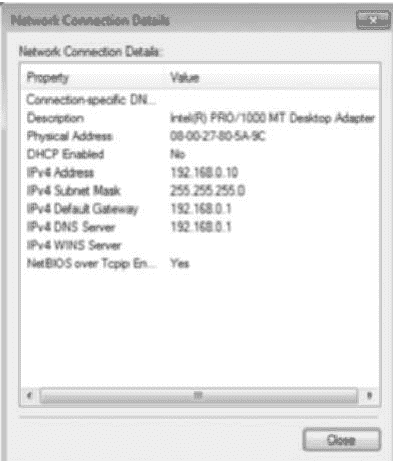 Network Connection Details
Network Connection Details:
Property Value
Connection-specific DN...
Description Intel(R) PRO/1000 MT Desktop Adapter
Physical Address 08-00-27-80-5A-9C
DHCP Enabled No
IPv4 Address 192.168.0.10
IPv4 Subnet Mask 255.255.255.0
IPv4 Default Gateway 192.168.0.1
IPv4 DNS Server 192.168.0.1
IPv4 WINS Server
NetBIOS over Tcpip En... Yes
Close